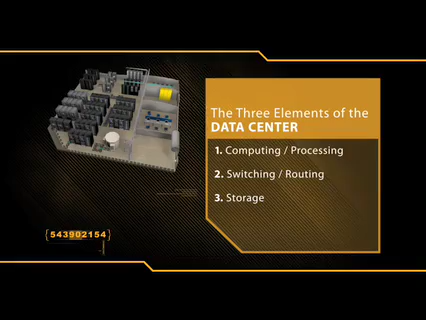 The Three Elements of the
DATA CENTER
1. Computing / Processing
2. Switching / Routing
3. Storage
543902154